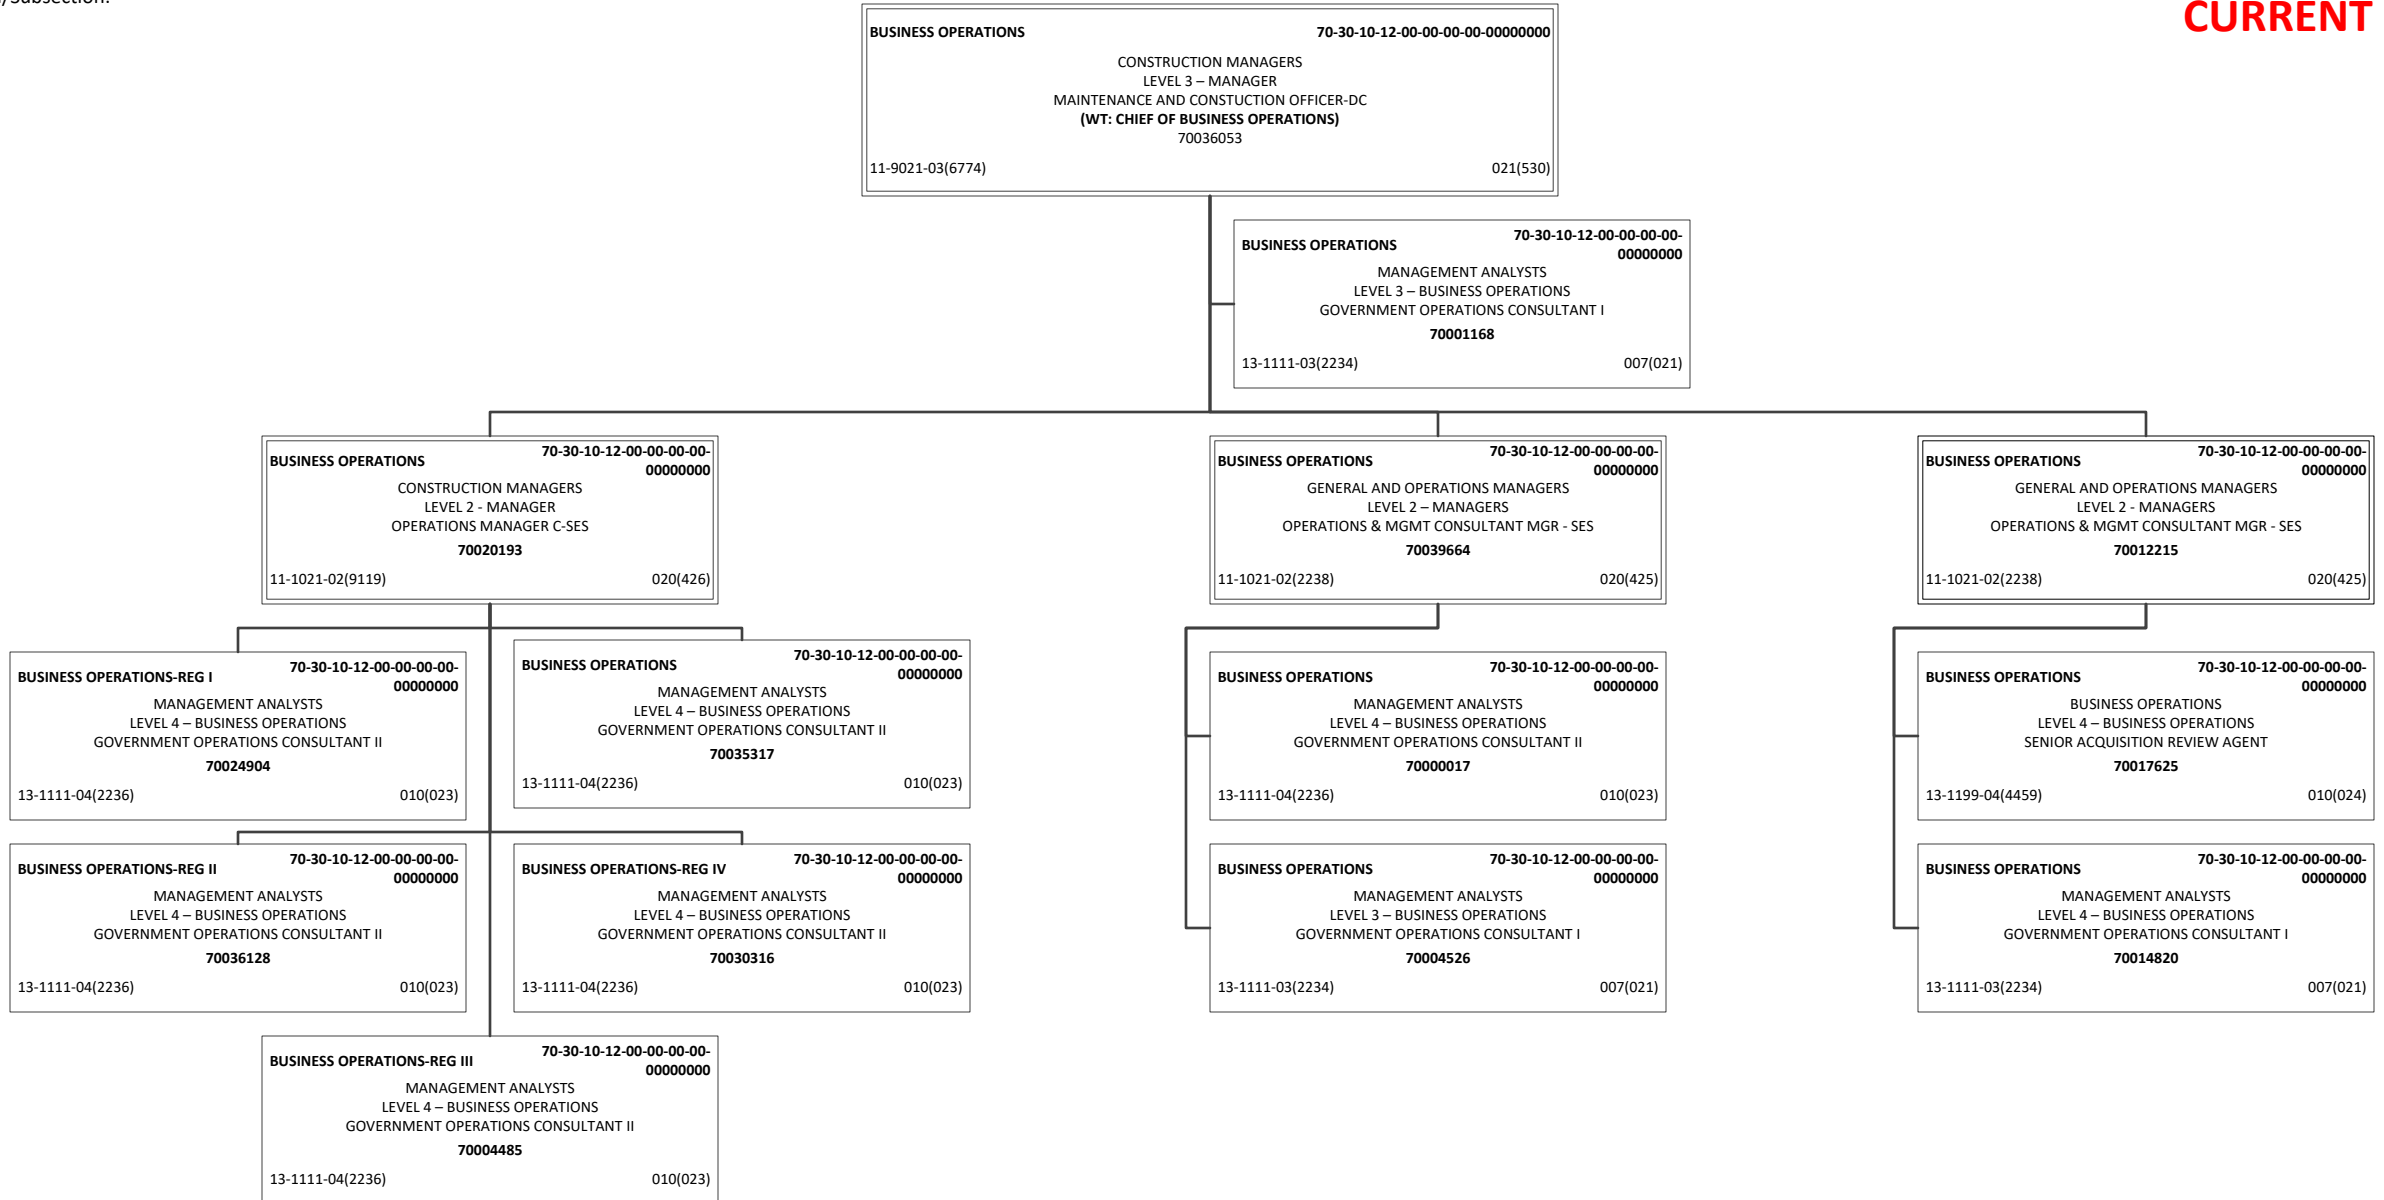 /Subsection:
CURRENT
BUSINESS OPERATIONS 70-30-10-12-00-00-00-00-00000000
CONSTRUCTION MANAGERS
LEVEL 3 – MANAGER
MAINTENANCE AND CONSTUCTION OFFICER-DC
(WT: CHIEF OF BUSINESS OPERATIONS)
70036053
11-9021-03(6774) 021(530)
BUSINESS OPERATIONS 70-30-10-12-00-00-00-00-
00000000
MANAGEMENT ANALYSTS
LEVEL 3 – BUSINESS OPERATIONS
GOVERNMENT OPERATIONS CONSULTANT I
70001168
13-1111-03(2234) 007(021)
BUSINESS OPERATIONS 70-30-10-12-00-00-00-00-
00000000
CONSTRUCTION MANAGERS
LEVEL 2 - MANAGER
OPERATIONS MANAGER C-SES
70020193
11-1021-02(9119) 020(426)
BUSINESS OPERATIONS 70-30-10-12-00-00-00-00-
00000000
GENERAL AND OPERATIONS MANAGERS
LEVEL 2 – MANAGERS
OPERATIONS & MGMT CONSULTANT MGR - SES
70039664
11-1021-02(2238) 020(425)
BUSINESS OPERATIONS 70-30-10-12-00-00-00-00-
00000000
GENERAL AND OPERATIONS MANAGERS
LEVEL 2 - MANAGERS
OPERATIONS & MGMT CONSULTANT MGR - SES
70012215
11-1021-02(2238) 020(425)
BUSINESS OPERATIONS-REG I 70-30-10-12-00-00-00-00-
00000000
MANAGEMENT ANALYSTS
LEVEL 4 – BUSINESS OPERATIONS
GOVERNMENT OPERATIONS CONSULTANT II
70024904
13-1111-04(2236) 010(023)
BUSINESS OPERATIONS 70-30-10-12-00-00-00-00-
00000000
MANAGEMENT ANALYSTS
LEVEL 4 – BUSINESS OPERATIONS
GOVERNMENT OPERATIONS CONSULTANT II
70035317
13-1111-04(2236) 010(023)
BUSINESS OPERATIONS 70-30-10-12-00-00-00-00-
00000000
MANAGEMENT ANALYSTS
LEVEL 4 – BUSINESS OPERATIONS
GOVERNMENT OPERATIONS CONSULTANT II
70000017
13-1111-04(2236) 010(023)
BUSINESS OPERATIONS 70-30-10-12-00-00-00-00-
00000000
BUSINESS OPERATIONS
LEVEL 4 – BUSINESS OPERATIONS
SENIOR ACQUISITION REVIEW AGENT
70017625
13-1199-04(4459) 010(024)
BUSINESS OPERATIONS-REG II 70-30-10-12-00-00-00-00-
00000000
MANAGEMENT ANALYSTS
LEVEL 4 – BUSINESS OPERATIONS
GOVERNMENT OPERATIONS CONSULTANT II
70036128
13-1111-04(2236) 010(023)
BUSINESS OPERATIONS-REG IV 70-30-10-12-00-00-00-00-
00000000
MANAGEMENT ANALYSTS
LEVEL 4 – BUSINESS OPERATIONS
GOVERNMENT OPERATIONS CONSULTANT II
70030316
13-1111-04(2236) 010(023)
BUSINESS OPERATIONS 70-30-10-12-00-00-00-00-
00000000
MANAGEMENT ANALYSTS
LEVEL 3 – BUSINESS OPERATIONS
GOVERNMENT OPERATIONS CONSULTANT I
70004526
13-1111-03(2234) 007(021)
BUSINESS OPERATIONS 70-30-10-12-00-00-00-00-
00000000
MANAGEMENT ANALYSTS
LEVEL 4 – BUSINESS OPERATIONS
GOVERNMENT OPERATIONS CONSULTANT I
70014820
13-1111-03(2234) 007(021)
BUSINESS OPERATIONS-REG III 70-30-10-12-00-00-00-00-
00000000
MANAGEMENT ANALYSTS
LEVEL 4 – BUSINESS OPERATIONS
GOVERNMENT OPERATIONS CONSULTANT II
70004485
13-1111-04(2236) 010(023)